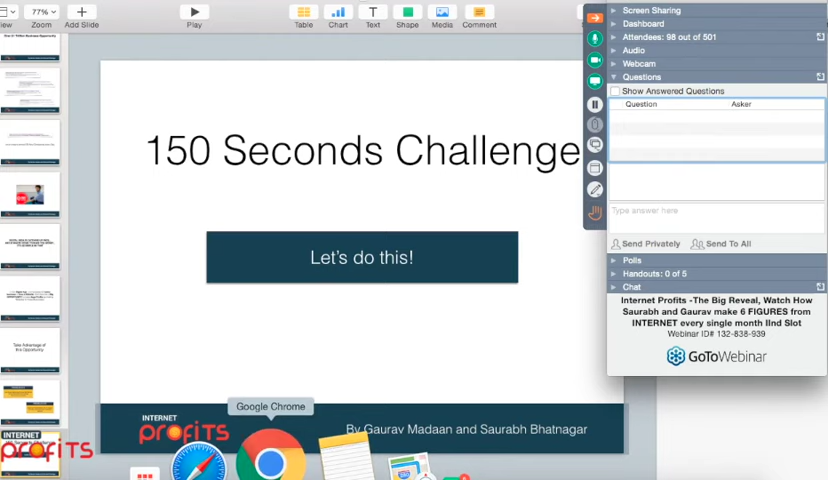 iew
77%
Add Slide
Play
Table
Chart
Text
Shape
Media
Comment
150 Seconds Challenge
Let's do this!
INTERNET
profits
By Gaurav Madaan and Saurabh Bhatnagar
Google Chrome
Take Advantage of
this Opportunity
INTERNET
profits
Screen Sharing
Dashboard
Attendees: 98 out of 501
Audio
Webcam
Questions
Show Answered Questions
Question Asker
Type answer here
Send Privately Send To All
Polls
Handouts: 0 of 5
Chat
Internet Profits -The Big Reveal, Watch How
Saurabh and Gaurav make 6 FIGURES from
INTERNET every single month IInd Slot
Webinar ID# 132-838-939
GoToWebinar